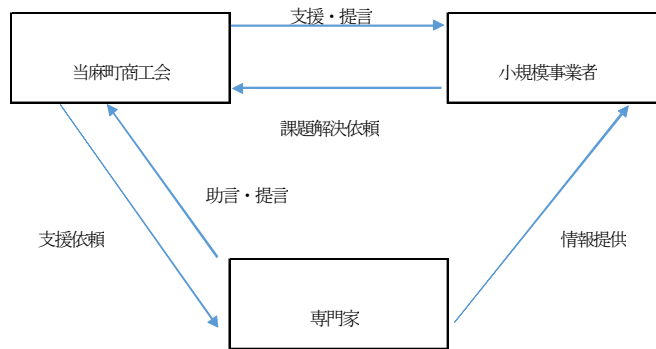 支援・提言
当麻町商工会
小規模事業者
課題解決依頼
助言・提言
支援依頼
情報提供
専門家